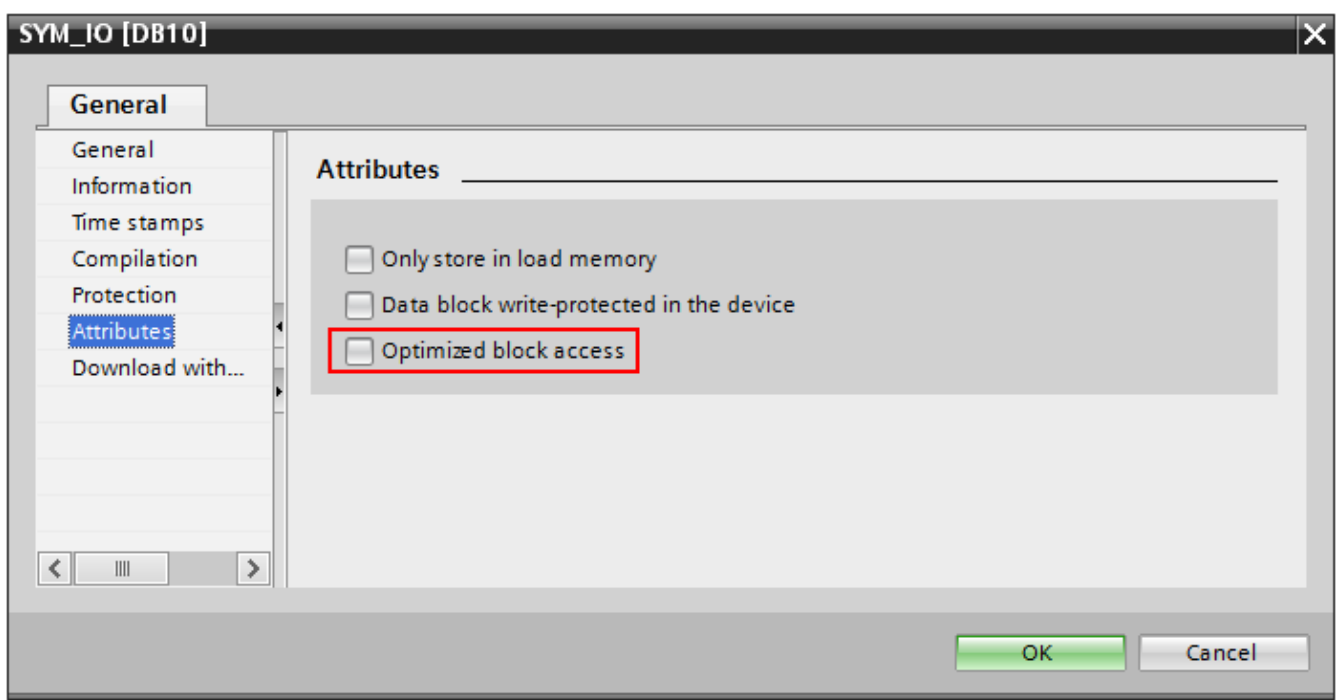 SYM_IO [DB10]
General
General
Information
Time stamps
Compilation
Protection
Attributes
Download with...
Attributes
Only store in load memory
Data block write-protected in the device
Optimized block access
OK
Cancel